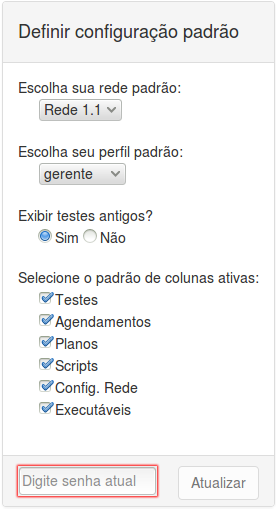 Definir configuração padrão
Escolha sua rede padrão:
Rede 1.1
Escolha seu perfil padrão:
gerente
Exibir testes antigos?
Sim Não
Selecione o padrão de colunas ativas:
Testes
Agendamentos
Planos
Scripts
Config. Rede
Executáveis
Digite senha atual Atualizar